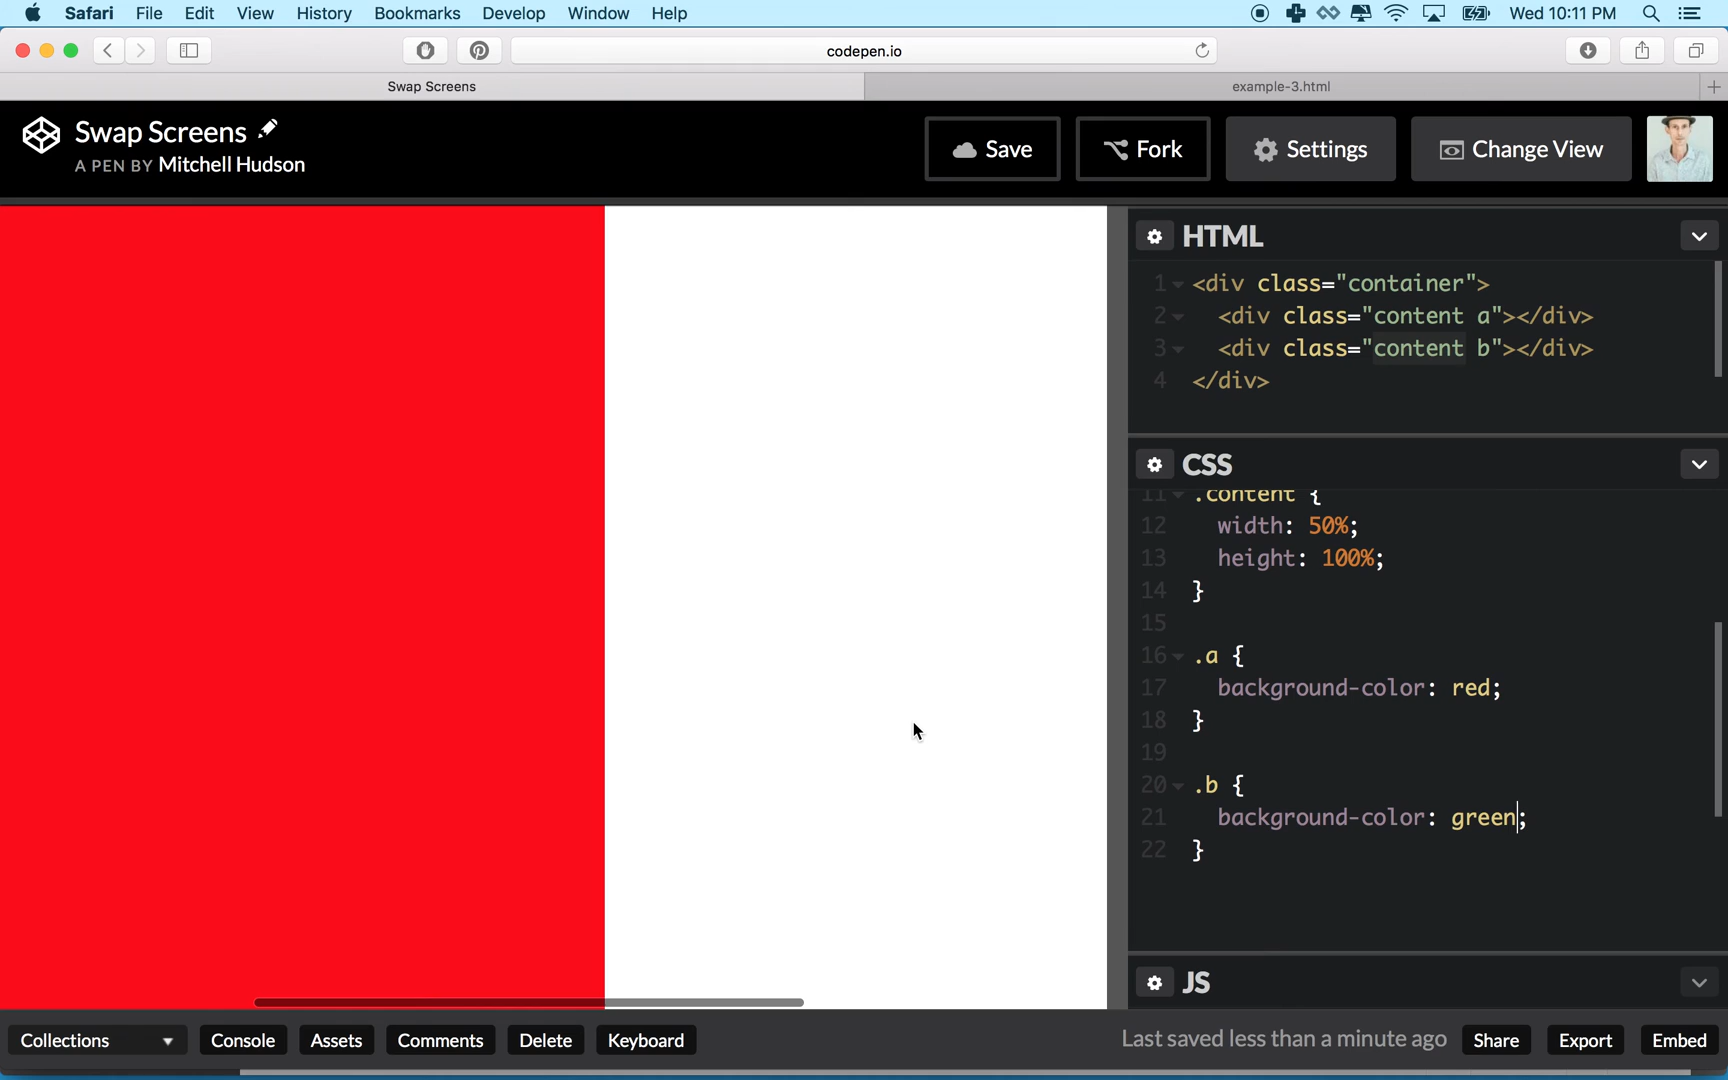 Safari File Edit View History Bookmarks Develop Window Help Wed 10:11 PM
codepen.io
Swap Screens example-3.html
Swap Screens
A PEN BY Mitchell Hudson
Save Fork Settings Change View
HTML
1 <div class="container">
2 <div class="content a"></div>
3 <div class="content b"></div>
4 </div>
CSS
11 .content {
12 width: 50%;
13 height: 100%;
14 }
15
16 .a {
17 background-color: red;
18 }
19
20 .b {
21 background-color: green;
22 }
JS
Collections Console Assets Comments Delete Keyboard Last saved less than a minute ago Share Export Embed